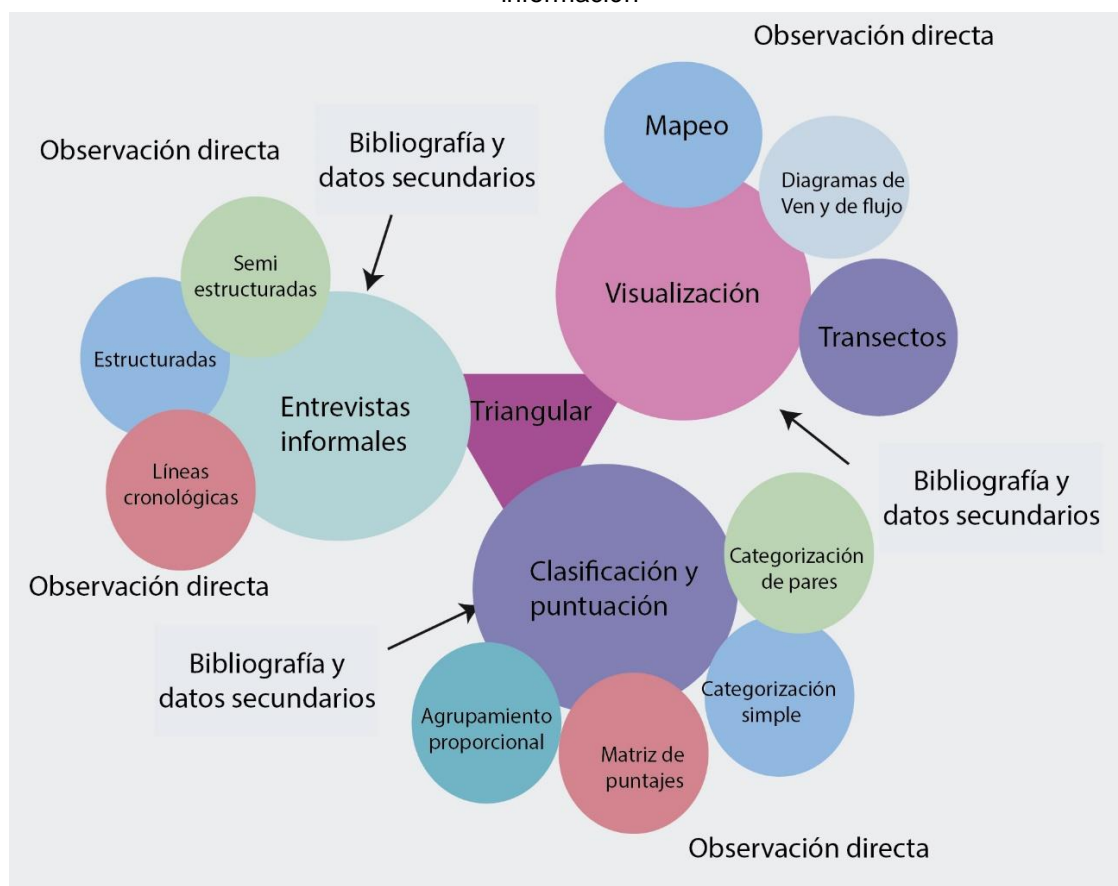 información
Observación directa
Mapeo
Diagramas de
Ven y de flujo
Visualización
Transectos
Bibliografía y
datos secundarios
Observación directa
Bibliografía y
datos secundarios
Semi
estructuradas
Estructuradas
Entrevistas
informales
Líneas
cronológicas
Observación directa
Triangular
Clasificación y
puntuación
Categorización
de pares
Categorización
simple
Bibliografía y
datos secundarios
Agrupamiento
proporcional
Matriz de
puntajes
Observación directa